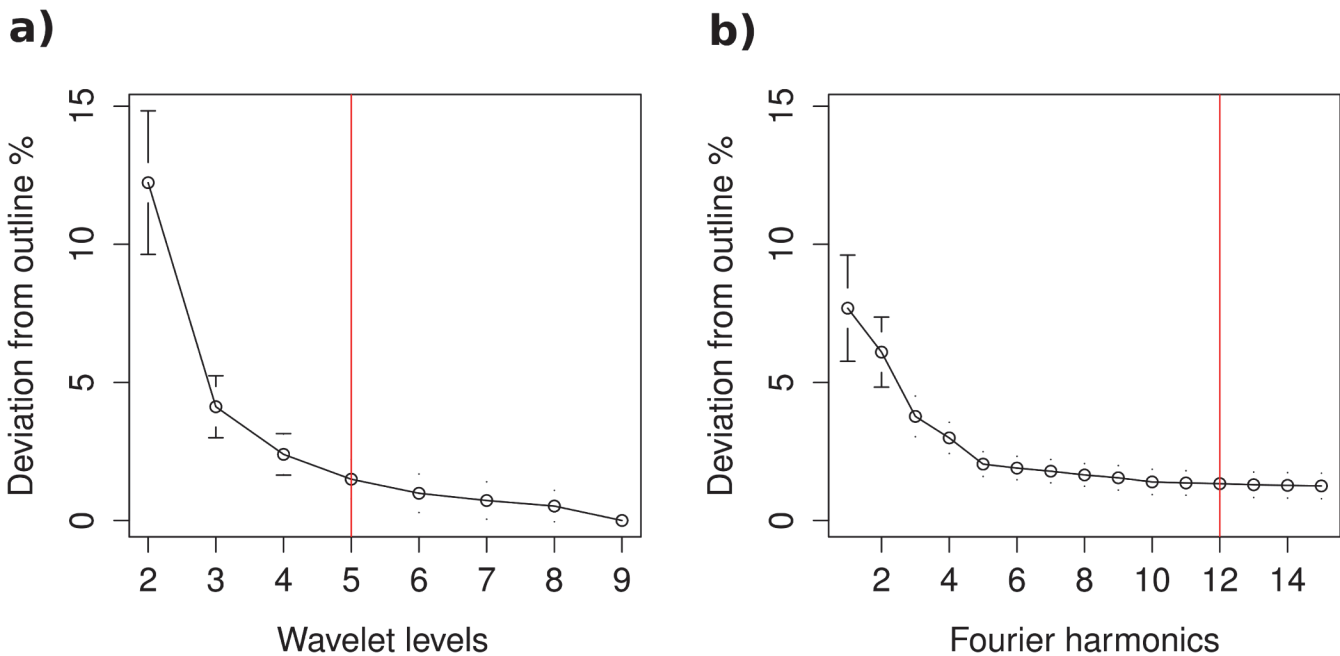 a)
Deviation from outline %
15
10
5
0
2 3 4 5 6 7 8 9
Wavelet levels
b)
Deviation from outline %
15
10
5
0
2 4 6 8 10 12 14
Fourier harmonics